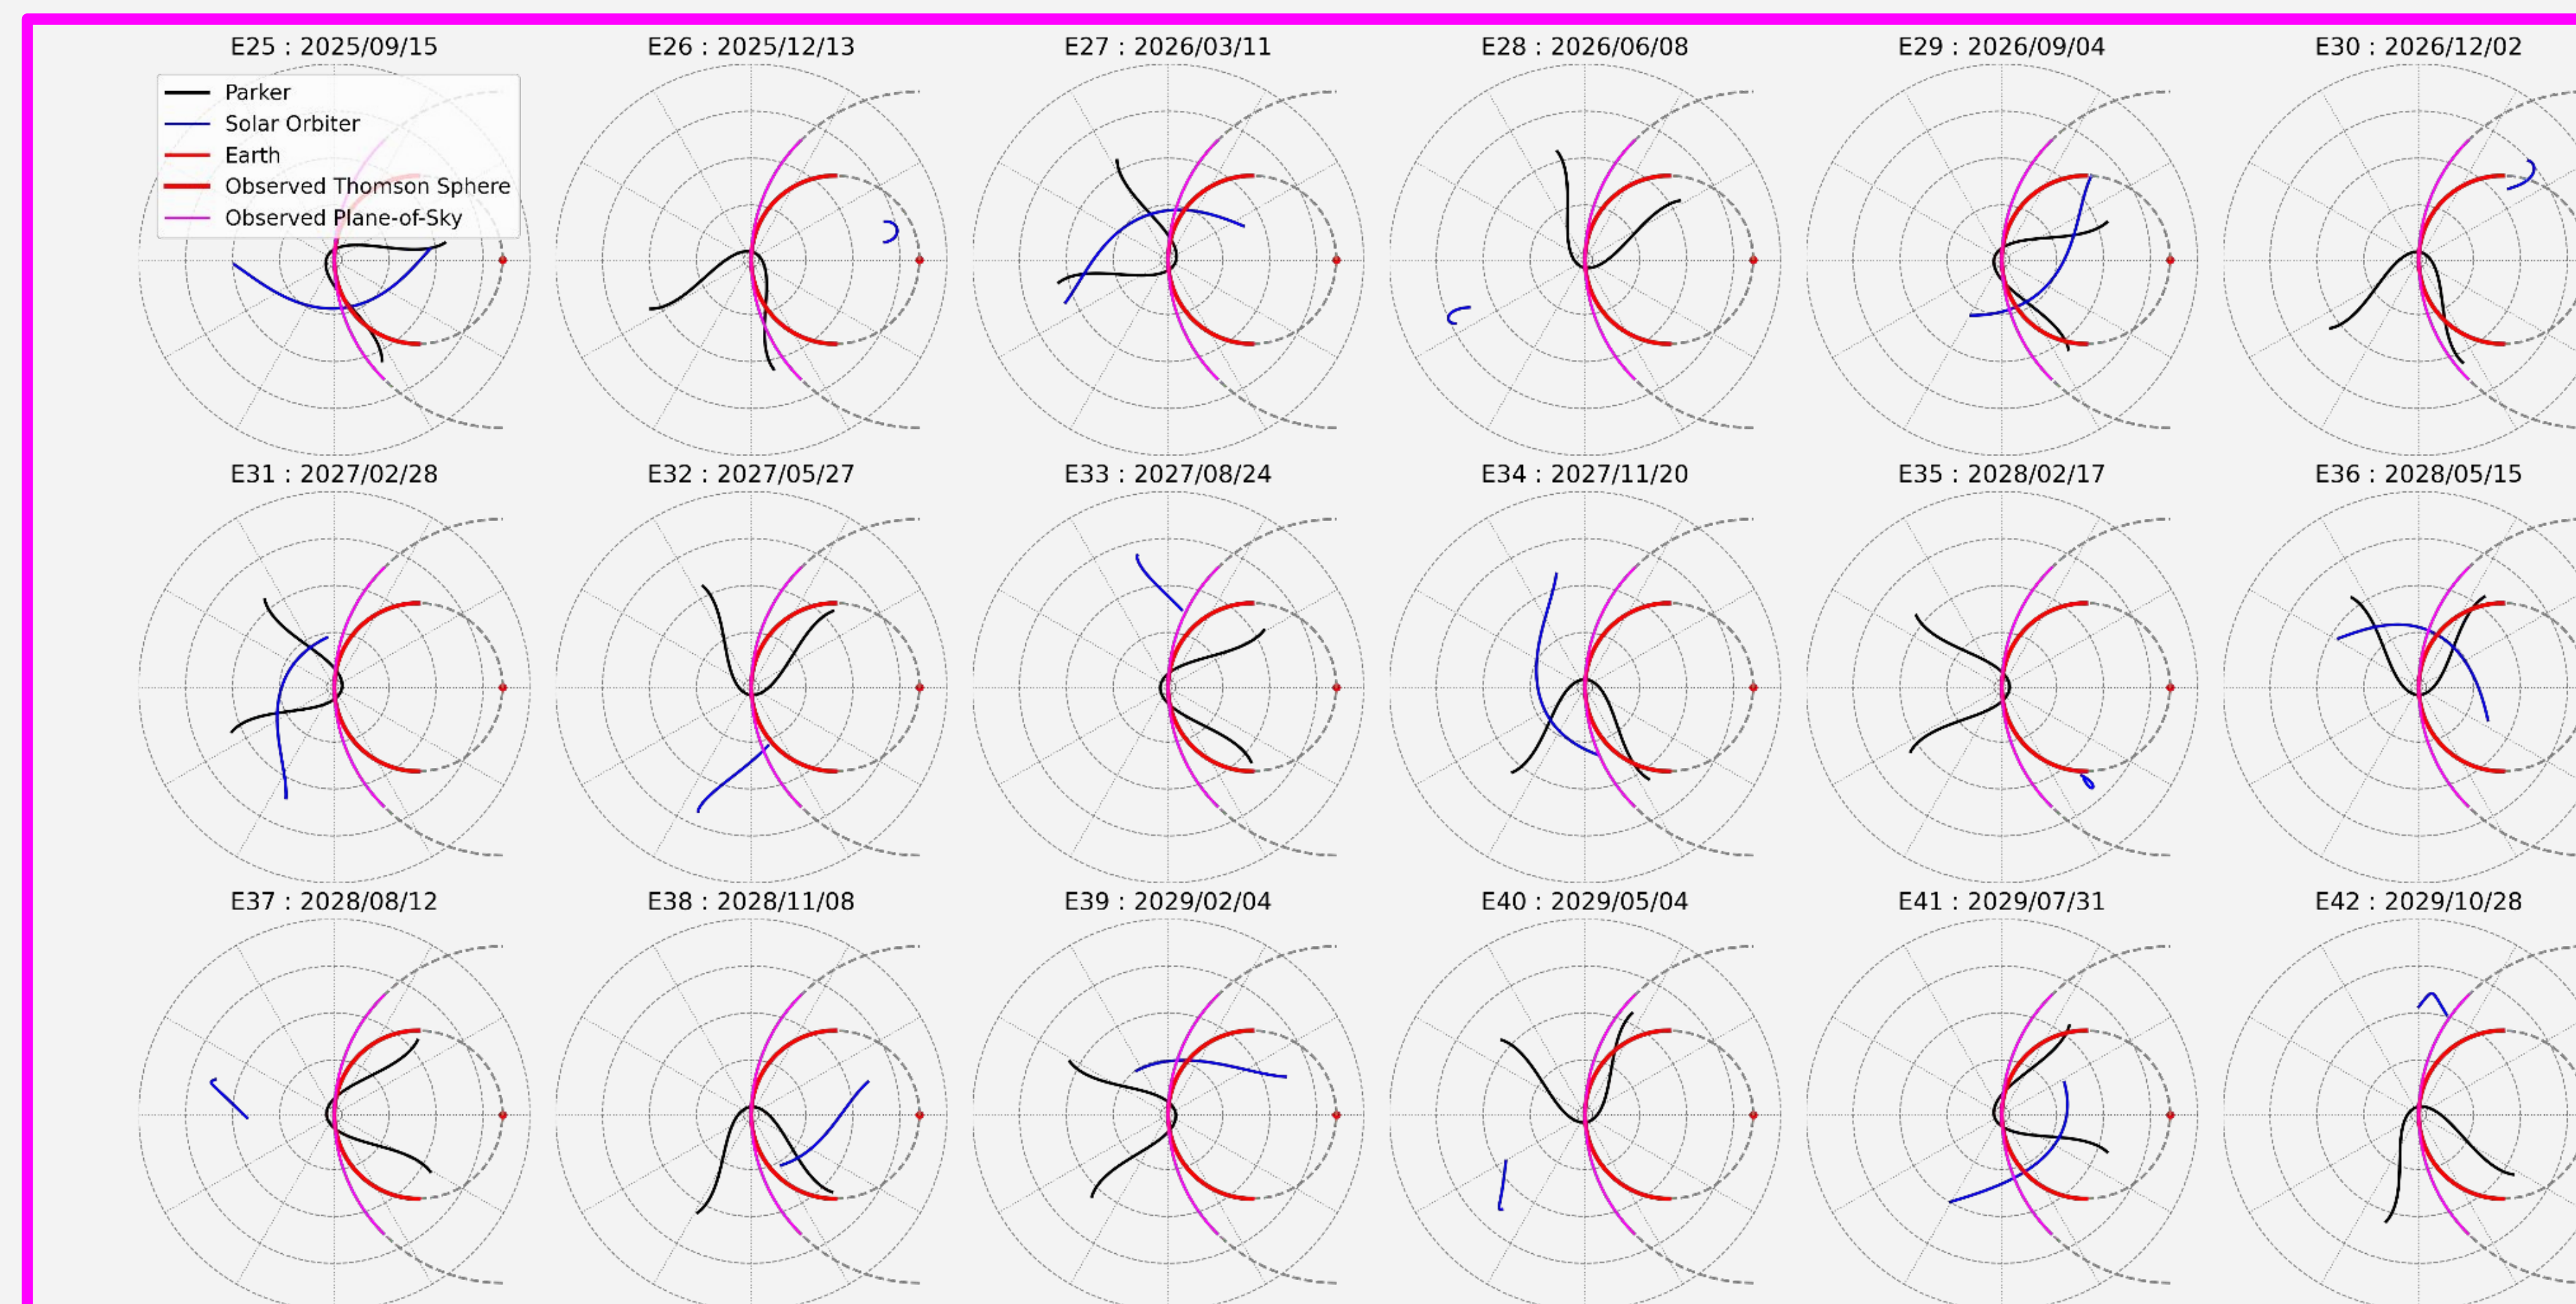 E25 : 2025/09/15
E26 : 2025/12/13
E27 : 2026/03/11
E28 : 2026/06/08
E29 : 2026/09/04
E30 : 2026/12/02
Parker
Solar Orbiter
Earth
Observed Thomson Sphere
Observed Plane-of-Sky
E31 : 2027/02/28
E32 : 2027/05/27
E33 : 2027/08/24
E34 : 2027/11/20
E35 : 2028/02/17
E36 : 2028/05/15
E37 : 2028/08/12
E38 : 2028/11/08
E39 : 2029/02/04
E40 : 2029/05/04
E41 : 2029/07/31
E42 : 2029/10/28